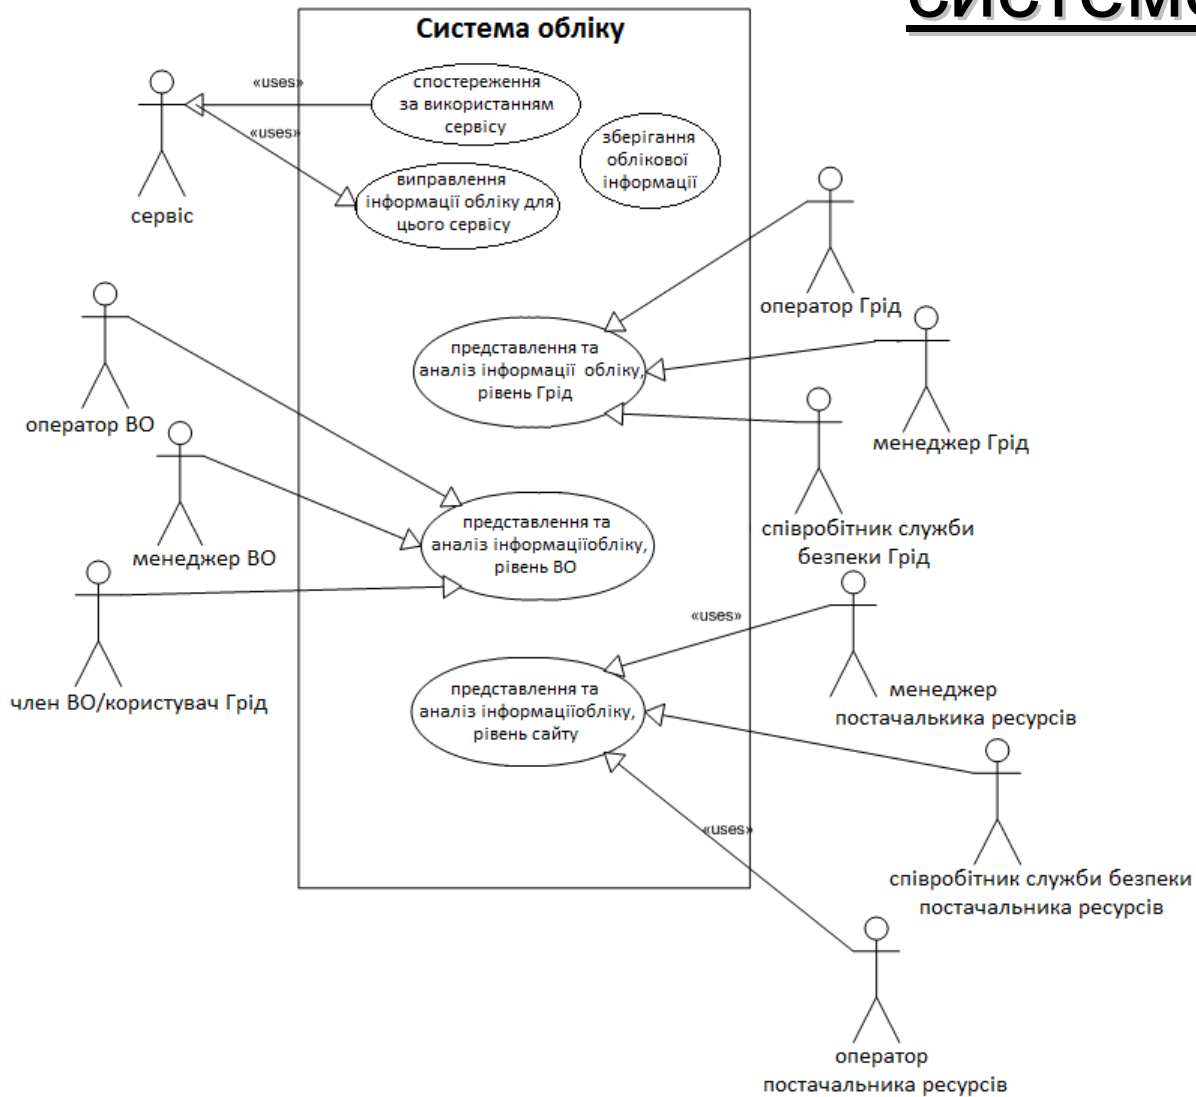 Система обліку
«uses»
спостереження
за використанням
сервісу
«uses»
зберігання
облікової
інформації
виправлення
інформації обліку для
цього сервісу
сервіс
оператор Грід
представлення та
аналіз інформації обліку,
рівень Грід
оператор ВО
менеджер Грід
представлення та
аналіз інформаціїобліку,
рівень ВО
співробітник служби
безпеки Грід
менеджер ВО
«uses»
член ВО/користувач Грід
представлення та
аналіз інформаціїобліку,
рівень сайту
менеджер
постачалькика ресурсів
«uses»
співробітник служби безпеки
постачальника ресурсів
оператор
постачальника ресурсів